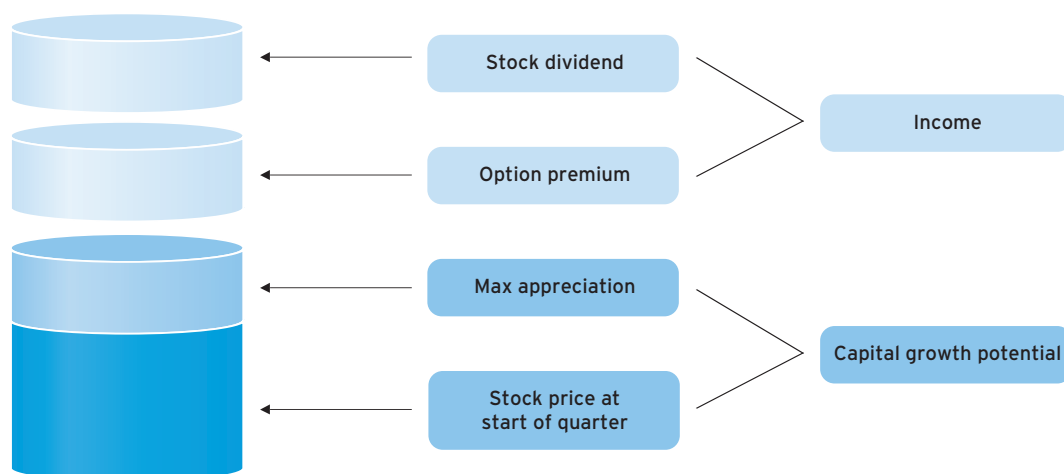 Stock dividend
Income
Option premium
Max appreciation
Capital growth potential
Stock price at
start of quarter